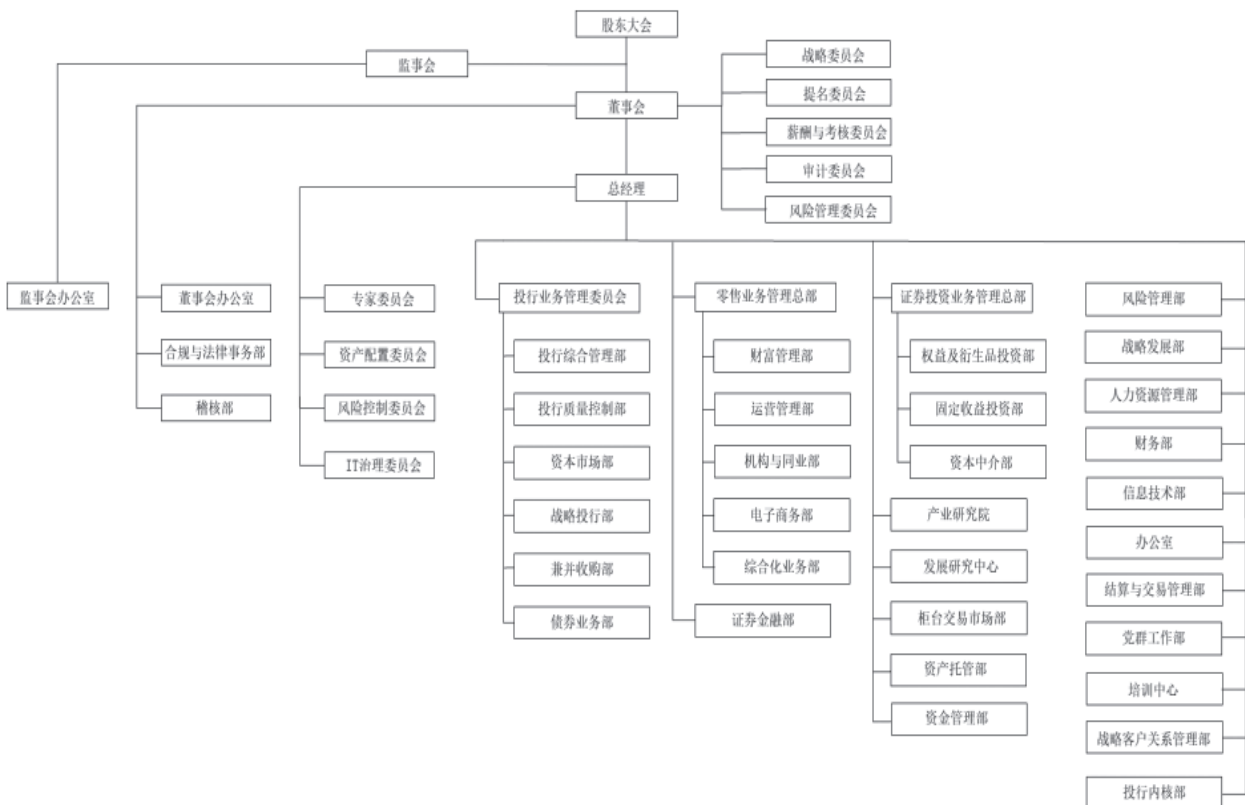 股东大会
监事会
战略委员会
提名委员会
董事会
薪酬与考核委员会
审计委员会
总经理
风险管理委员会
监事会办公室
董事会办公室
合规与法律事务部
稽核部
专家委员会
资产配置委员会
风险控制委员会
IT治理委员会
投行业务管理委员会
投行综合管理部
投行质量控制部
资本市场部
战略投行部
兼并收购部
债券业务部
零售业务管理总部
财富管理部
运营管理部
机构与同业部
电子商务部
综合化业务部
证券金融部
证券投资业务管理总部
权益及衍生品投资部
固定收益投资部
资本中介部
产业研究院
发展研究中心
柜台交易市场部
资产托管部
资金管理部
风险管理部
战略发展部
人力资源管理部
财务部
信息技术部
办公室
结算与交易管理部
党群工作部
培训中心
战略客户关系管理部
投行内核部